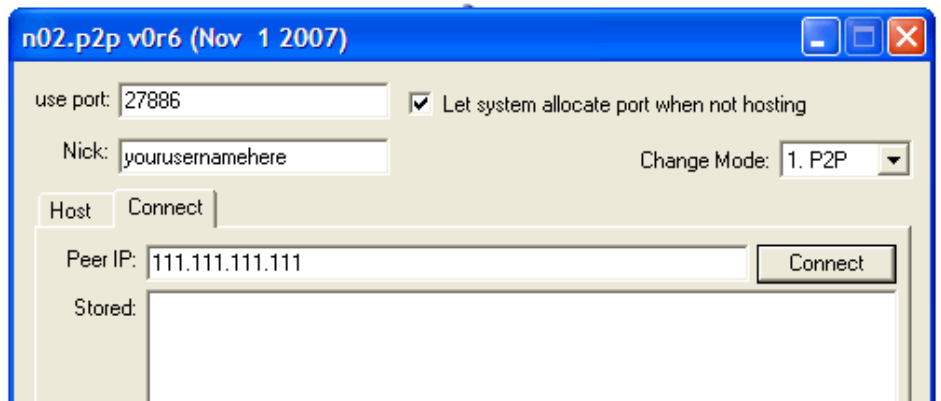 n02.p2p v0r6 (Nov 1 2007)
use port: 27886 Let system allocate port when not hosting
Nick: yourusernamehere Change Mode: 1. P2P
Host Connect
Peer IP: 111.111.111.111 Connect
Stored: